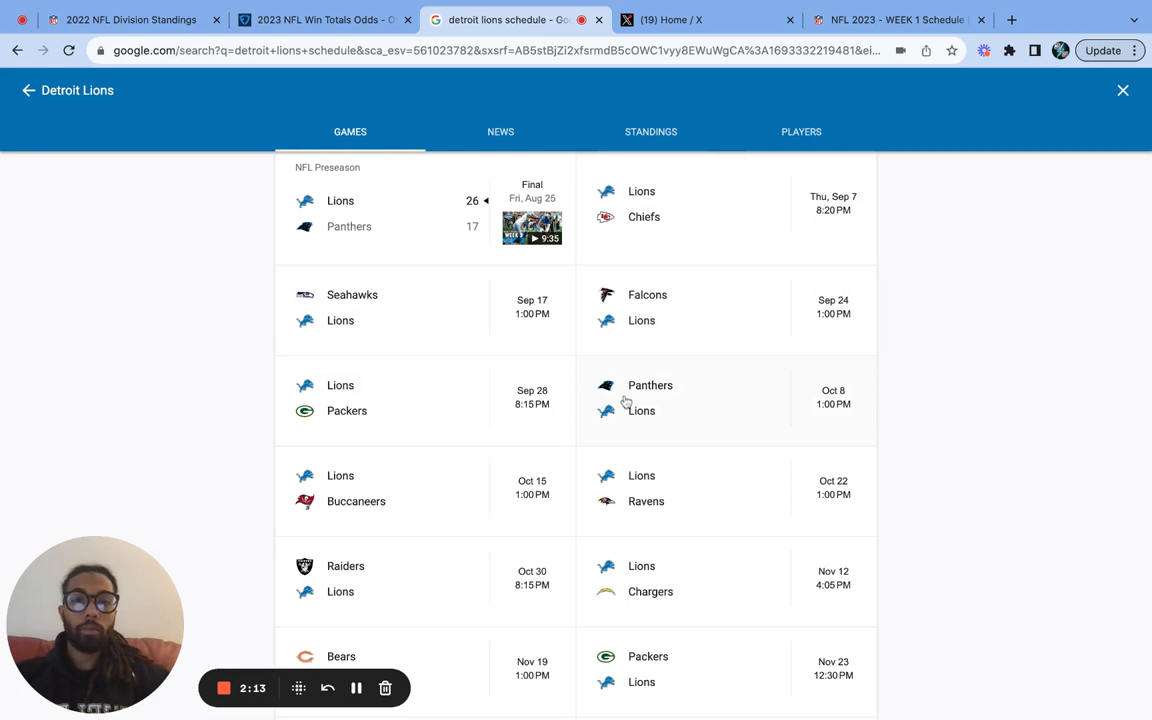 2022 NFL Division Standings
2023 NFL Win Totals Odds - O
detroit lions schedule - Go
(19) Home / X
NFL 2023 - WEEK 1 Schedule
google.com/search?q=detroit+lions+schedule&sca_esv=561023782&sxsrf=AB5stBjZi2xfsrmdB5cOWC1vyy8EWuWgCA%3A1693332219481&ei...
Update
Detroit Lions
GAMES
NEWS
STANDINGS
PLAYERS
NFL Preseason
Lions 26
Panthers 17
Final
Fri, Aug 25
WEEK 3
9:35
Lions
Chiefs
Thu, Sep 7
8:20 PM
Seahawks
Lions
Sep 17
1:00 PM
Falcons
Lions
Sep 24
1:00 PM
Lions
Packers
Sep 28
8:15 PM
Panthers
Lions
Oct 8
1:00 PM
Lions
Buccaneers
Oct 15
1:00 PM
Lions
Ravens
Oct 22
1:00 PM
Raiders
Lions
Oct 30
8:15 PM
Lions
Chargers
Nov 12
4:05 PM
Bears
Nov 19
1:00 PM
Packers
Lions
Nov 23
12:30 PM
2:13